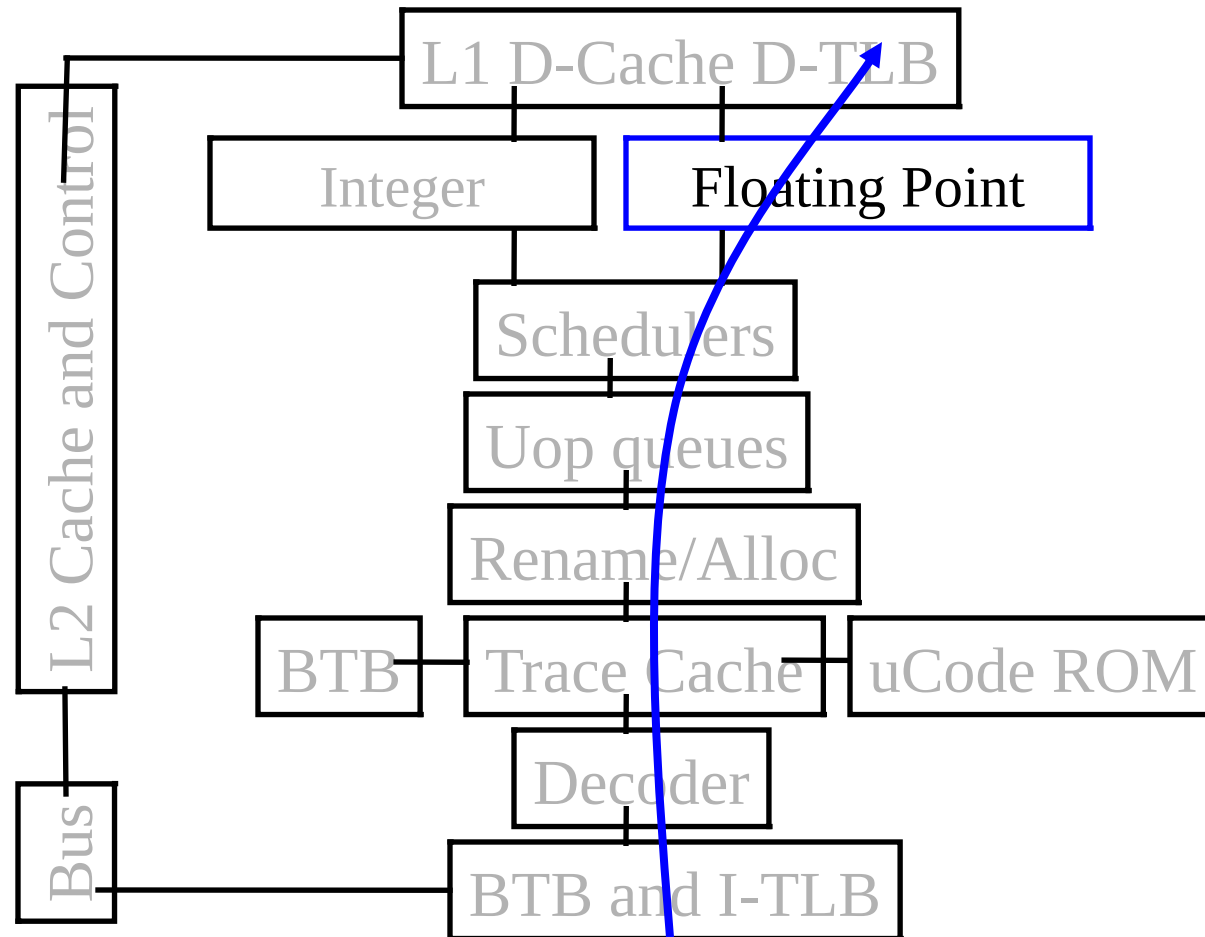 L1 D-Cache D-TLB
Integer
Floating Point
L2 Cache and Control
Schedulers
Uop queues
Rename/Alloc
BTB
Trace Cache
uCode ROM
Decoder
Bus
BTB and I-TLB